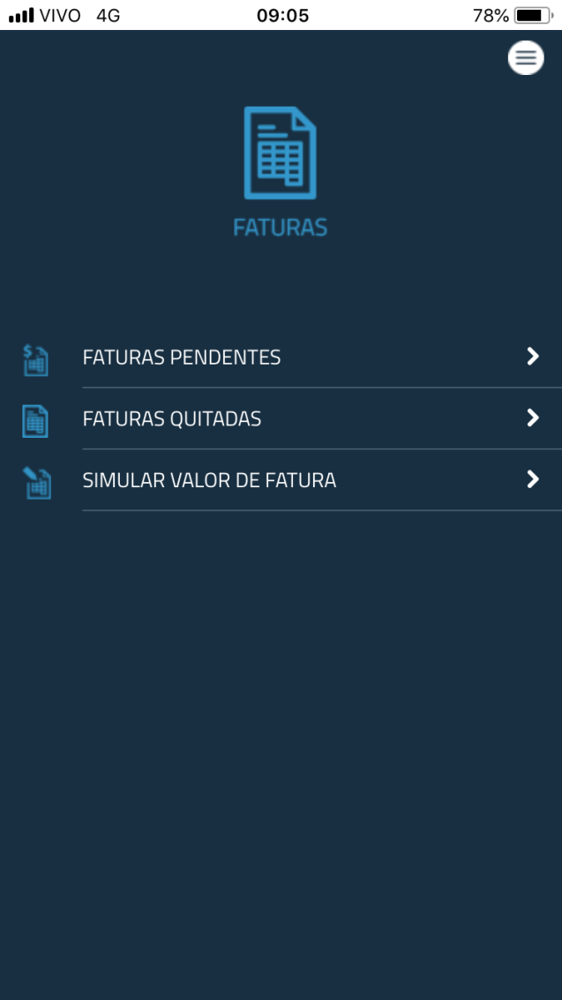 VIVO 4G 09:05 78%
FATURAS
FATURAS PENDENTES
FATURAS QUITADAS
SIMULAR VALOR DE FATURA